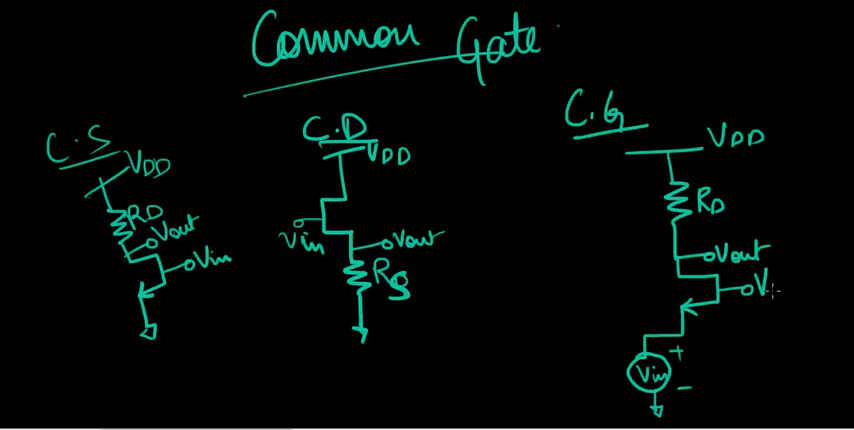 Common Gate
C.S
VDD
RD
Vout
Vin
C.D
VDD
Vin
Vout
RS
C.G
VDD
RD
Vout
V
Vin
+
-